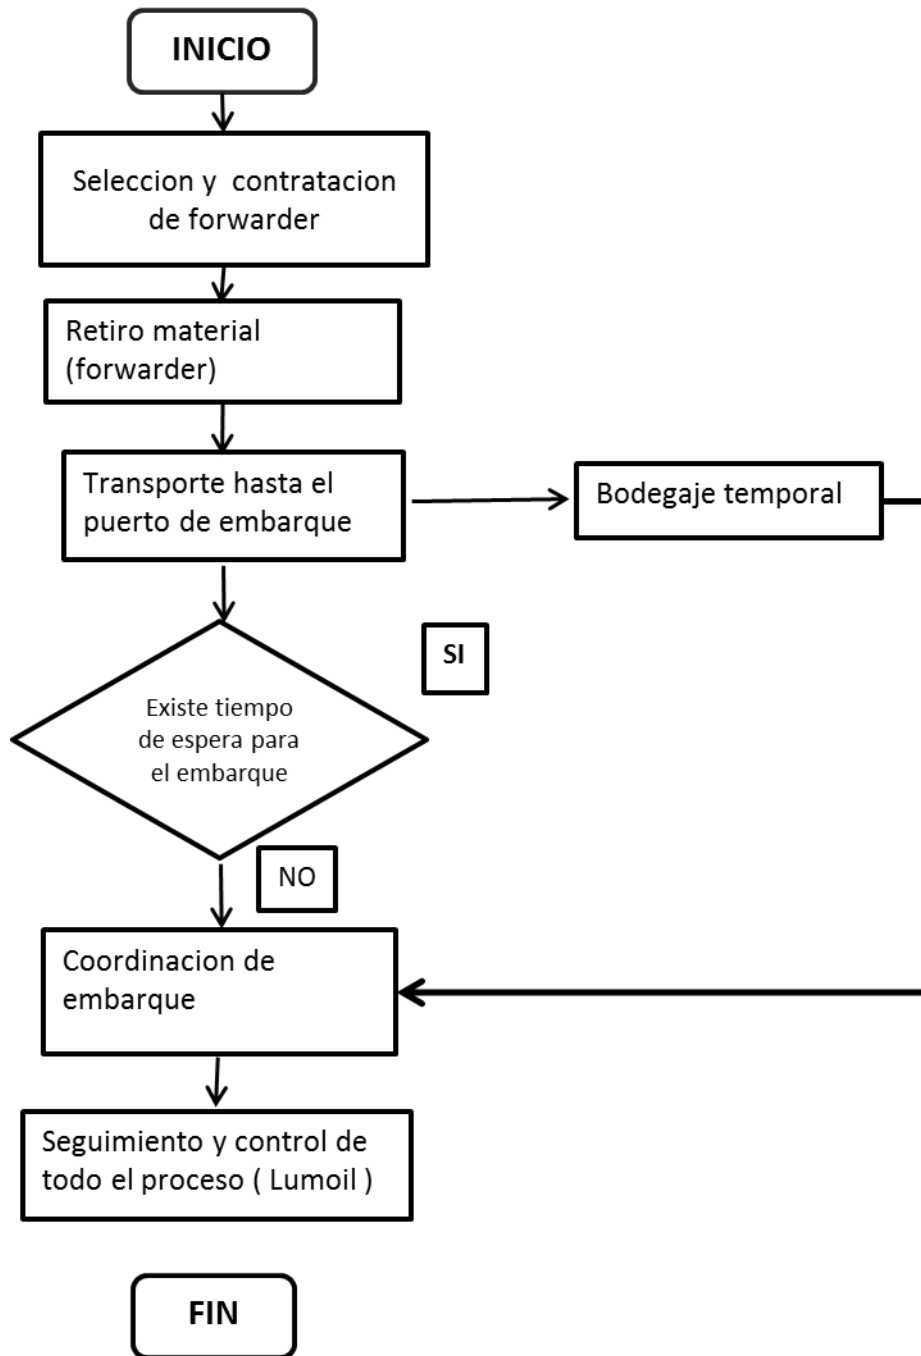 INICIO
Seleccion y contratacion
de forwarder
Retiro material
(forwarder)
Transporte hasta el
puerto de embarque
Bodegaje temporal
SI
Existe tiempo
de espera para
el embarque
NO
Coordinacion de
embarque
Seguimiento y control de
todo el proceso ( Lumoil )
FIN